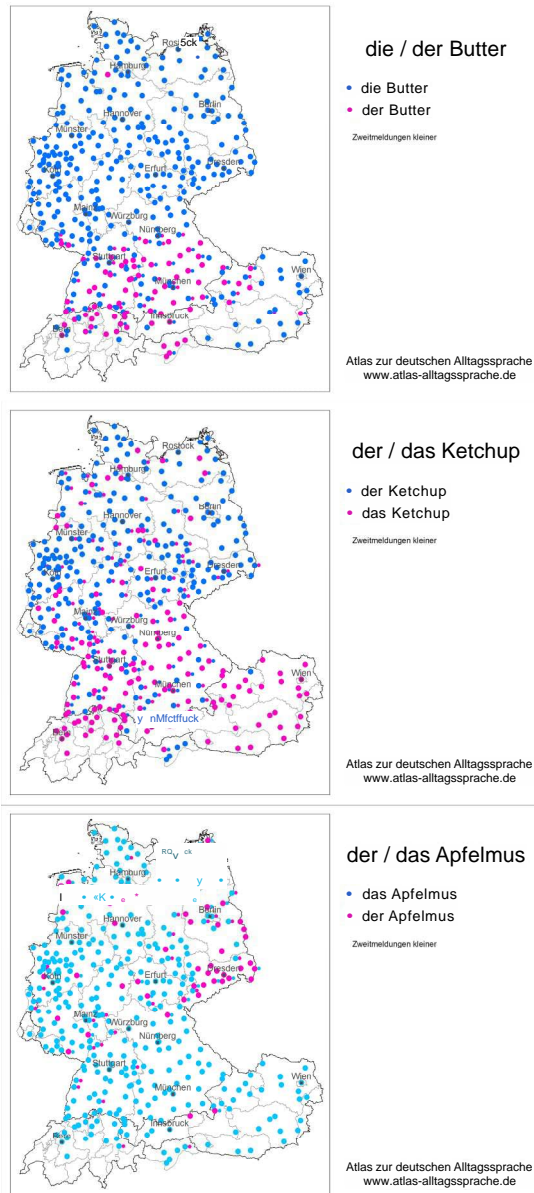 die / der Butter
die Butter
der Butter
Zweitmeldungen kleiner
5ck
Hamburg
Berlin
Hannover
Münster
Köln
Erfurt
Dresden
Mainz
Würzburg
Nürnberg
Stuttgart
Wien
München
Innsbruck
Atlas zur deutschen Alltagssprache
www.atlas-alltagssprache.de
der / das Ketchup
der Ketchup
das Ketchup
Zweitmeldungen kleiner
Rostock
Hamburg
Berlin
Hannover
Münster
Köln
Erfurt
Dresden
Mainz
Würzburg
Nürnberg
Stuttgart
Wien
München
y nMfctffuck
Atlas zur deutschen Alltagssprache
www.atlas-alltagssprache.de
der / das Apfelmus
das Apfelmus
der Apfelmus
Zweitmeldungen kleiner
Hamburg
y
Berlin
Hannover
Münster
Köln
Erfurt
Dresden
Mainz
Würzburg
Nürnberg
Stuttgart
Wien
München
Innsbruck
Atlas zur deutschen Alltagssprache
www.atlas-alltagssprache.de